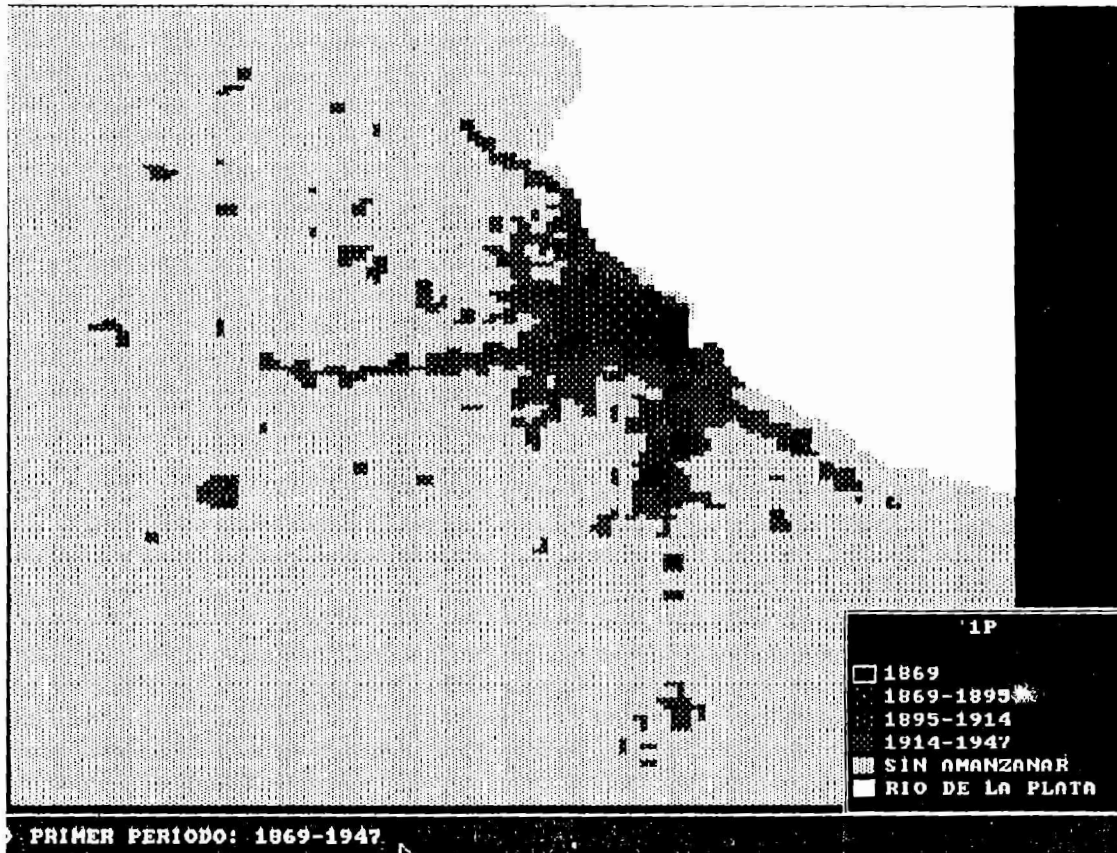 '1P
1869
1869-1895
1895-1914
1914-1947
SIN AMANZANAR
RIO DE LA PLATA
PRIMER PERIODO: 1869-1947